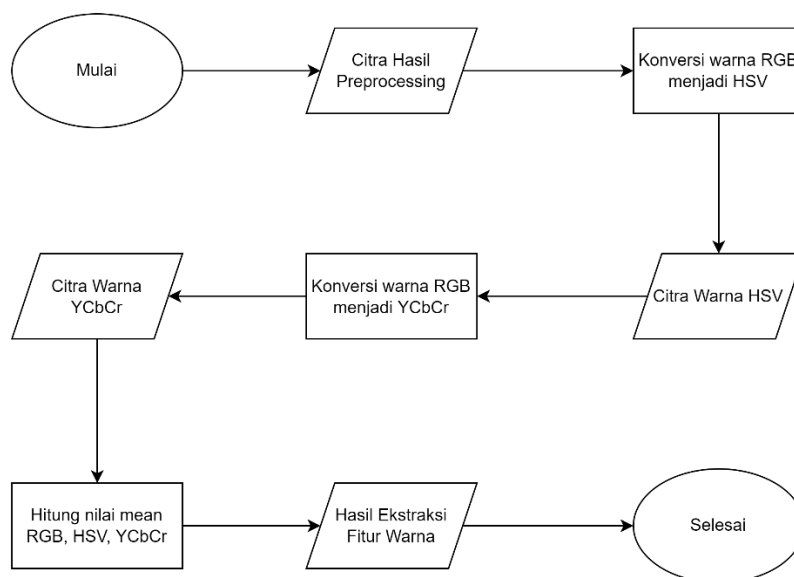 Mulai
Citra Hasil
Preprocessing
Konversi warna RGB
menjadi HSV
Citra Warna HSV
Konversi warna RGB
menjadi YCbCr
Citra Warna
YCbCr
Hitung nilai mean
RGB, HSV, YCbCr
Hasil Ekstraksi
Fitur Warna
Selesai